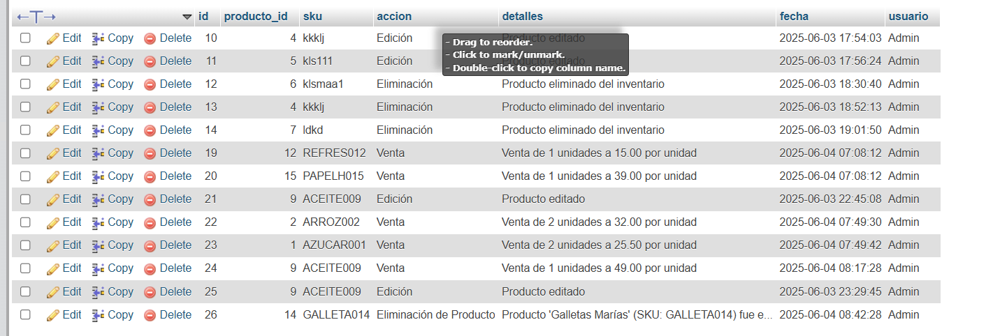 id producto_id sku accion detalles fecha usuario
Edit Copy Delete 10 4 kkklj Edición Producto editado 2025-06-03 17:54:03 Admin
- Drag to reorder.
- Click to mark/unmark.
- Double-click to copy column name.
Edit Copy Delete 11 5 kls111 Edición 2025-06-03 17:56:24 Admin
Edit Copy Delete 12 6 klsmaa1 Eliminación Producto eliminado del inventario 2025-06-03 18:30:40 Admin
Edit Copy Delete 13 4 kkklj Eliminación Producto eliminado del inventario 2025-06-03 18:52:13 Admin
Edit Copy Delete 14 7 ldkd Eliminación Producto eliminado del inventario 2025-06-03 19:01:50 Admin
Edit Copy Delete 19 12 REFRES012 Venta Venta de 1 unidades a 15.00 por unidad 2025-06-04 07:08:12 Admin
Edit Copy Delete 20 15 PAPELH015 Venta Venta de 1 unidades a 39.00 por unidad 2025-06-04 07:08:12 Admin
Edit Copy Delete 21 9 ACEITE009 Edición Producto editado 2025-06-03 22:45:08 Admin
Edit Copy Delete 22 2 ARROZ002 Venta Venta de 2 unidades a 32.00 por unidad 2025-06-04 07:49:30 Admin
Edit Copy Delete 23 1 AZUCAR001 Venta Venta de 2 unidades a 25.50 por unidad 2025-06-04 07:49:42 Admin
Edit Copy Delete 24 9 ACEITE009 Venta Venta de 1 unidades a 49.00 por unidad 2025-06-04 08:17:28 Admin
Edit Copy Delete 25 9 ACEITE009 Edición Producto editado 2025-06-03 23:29:45 Admin
Edit Copy Delete 26 14 GALLETA014 Eliminación de Producto Producto 'Galletas Marías' (SKU: GALLETA014) fue e... 2025-06-04 08:42:28 Admin